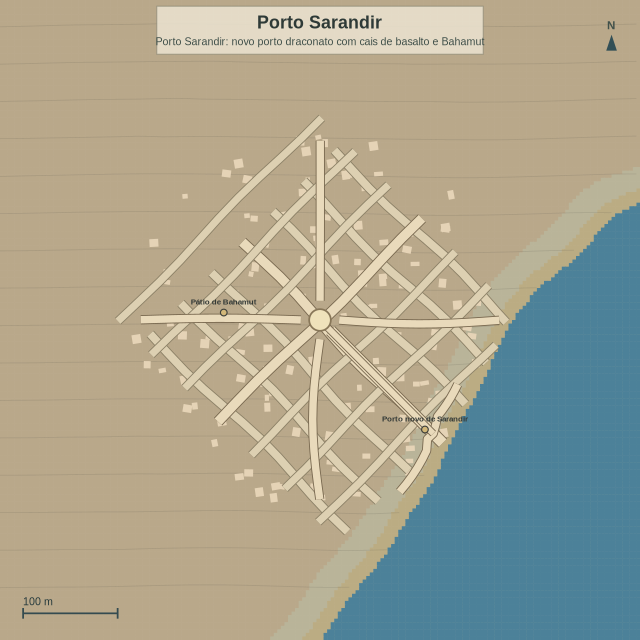 Porto Sarandir
Porto Sarandir: novo porto draconato com cais de basalto e Bahamut
N
Pátio de Bahamut
Porto novo de Sarandir
100 m